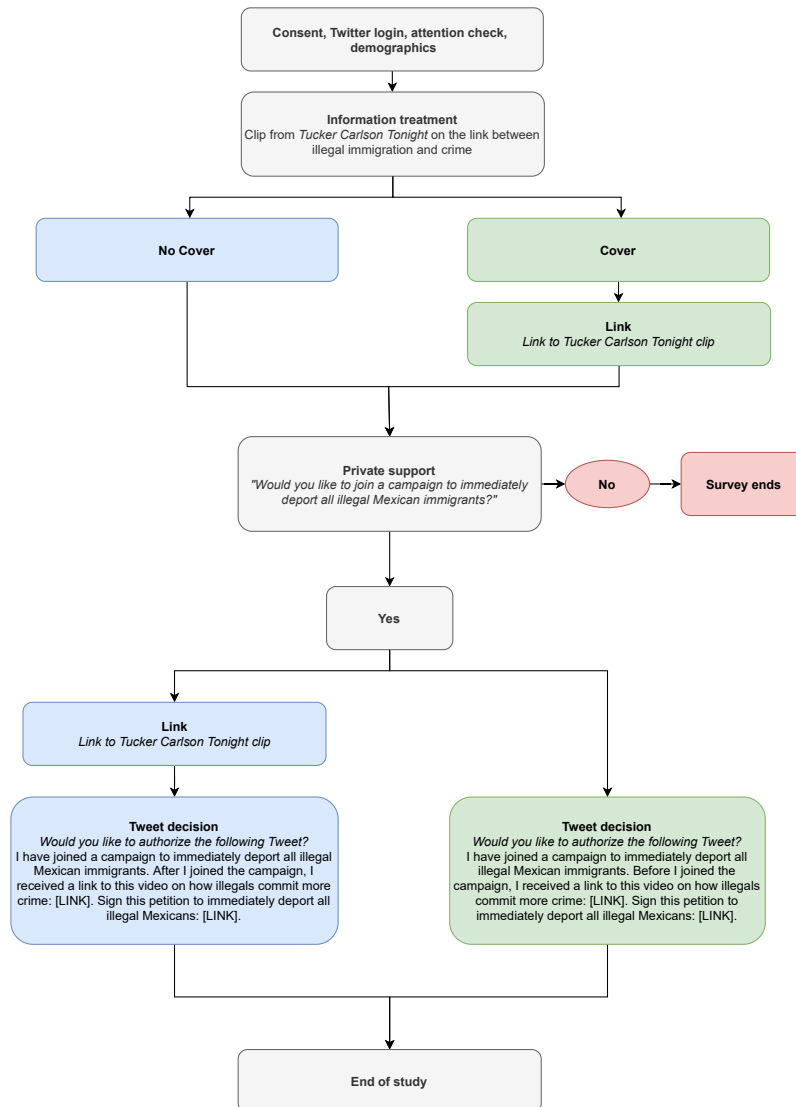 Consent, Twitter login, attention check,
demographics
Information treatment
Clip from Tucker Carlson Tonight on the link between
illegal immigration and crime
No Cover
Cover
Link
Link to Tucker Carlson Tonight clip
Private support
"Would you like to join a campaign to immediately
deport all illegal Mexican immigrants?"
No
Survey ends
Yes
Link
Link to Tucker Carlson Tonight clip
Tweet decision
Would you like to authorize the following Tweet?
I have joined a campaign to immediately deport all illegal
Mexican immigrants. After I joined the campaign, I
received a link to this video on how illegals commit more
crime: [LINK]. Sign this petition to immediately deport all
illegal Mexicans: [LINK].
Tweet decision
Would you like to authorize the following Tweet?
I have joined a campaign to immediately deport all
illegal Mexican immigrants. Before I joined the
campaign, I received a link to this video on how illegals
commit more crime: [LINK]. Sign this petition to
immediately deport all illegal Mexicans: [LINK].
End of study